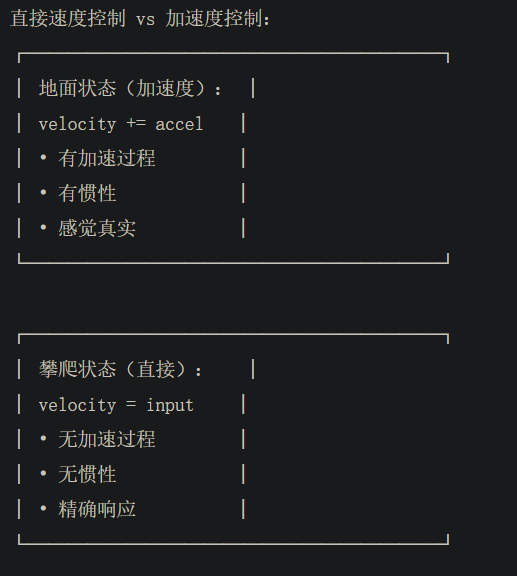 直接速度控制 vs 加速度控制：
地面状态（加速度）：
velocity += accel
• 有加速过程
• 有惯性
• 感觉真实
攀爬状态（直接）：
velocity = input
• 无加速过程
• 无惯性
• 精确响应